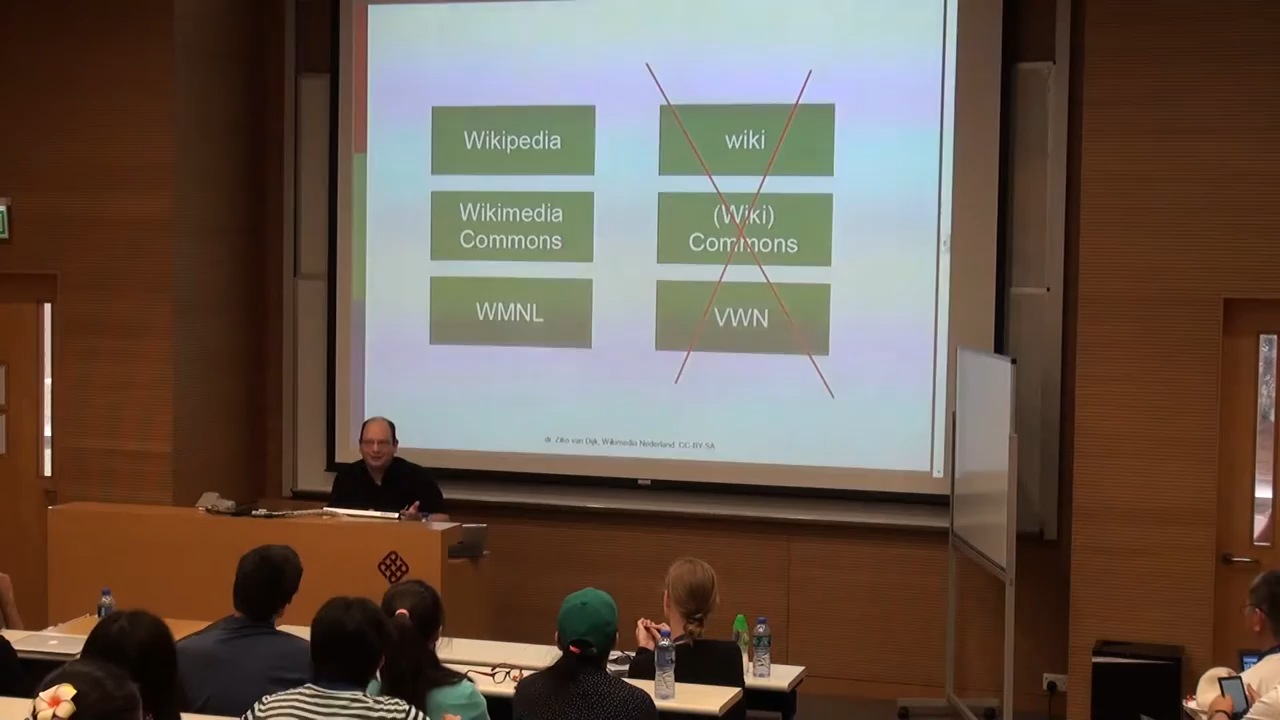 Wikipedia
wiki
Wikimedia
Commons
(Wiki)
Commons
WMNL
VWN
dr. Ziko van Dijk, Wikimedia Nederland. CC-BY-SA